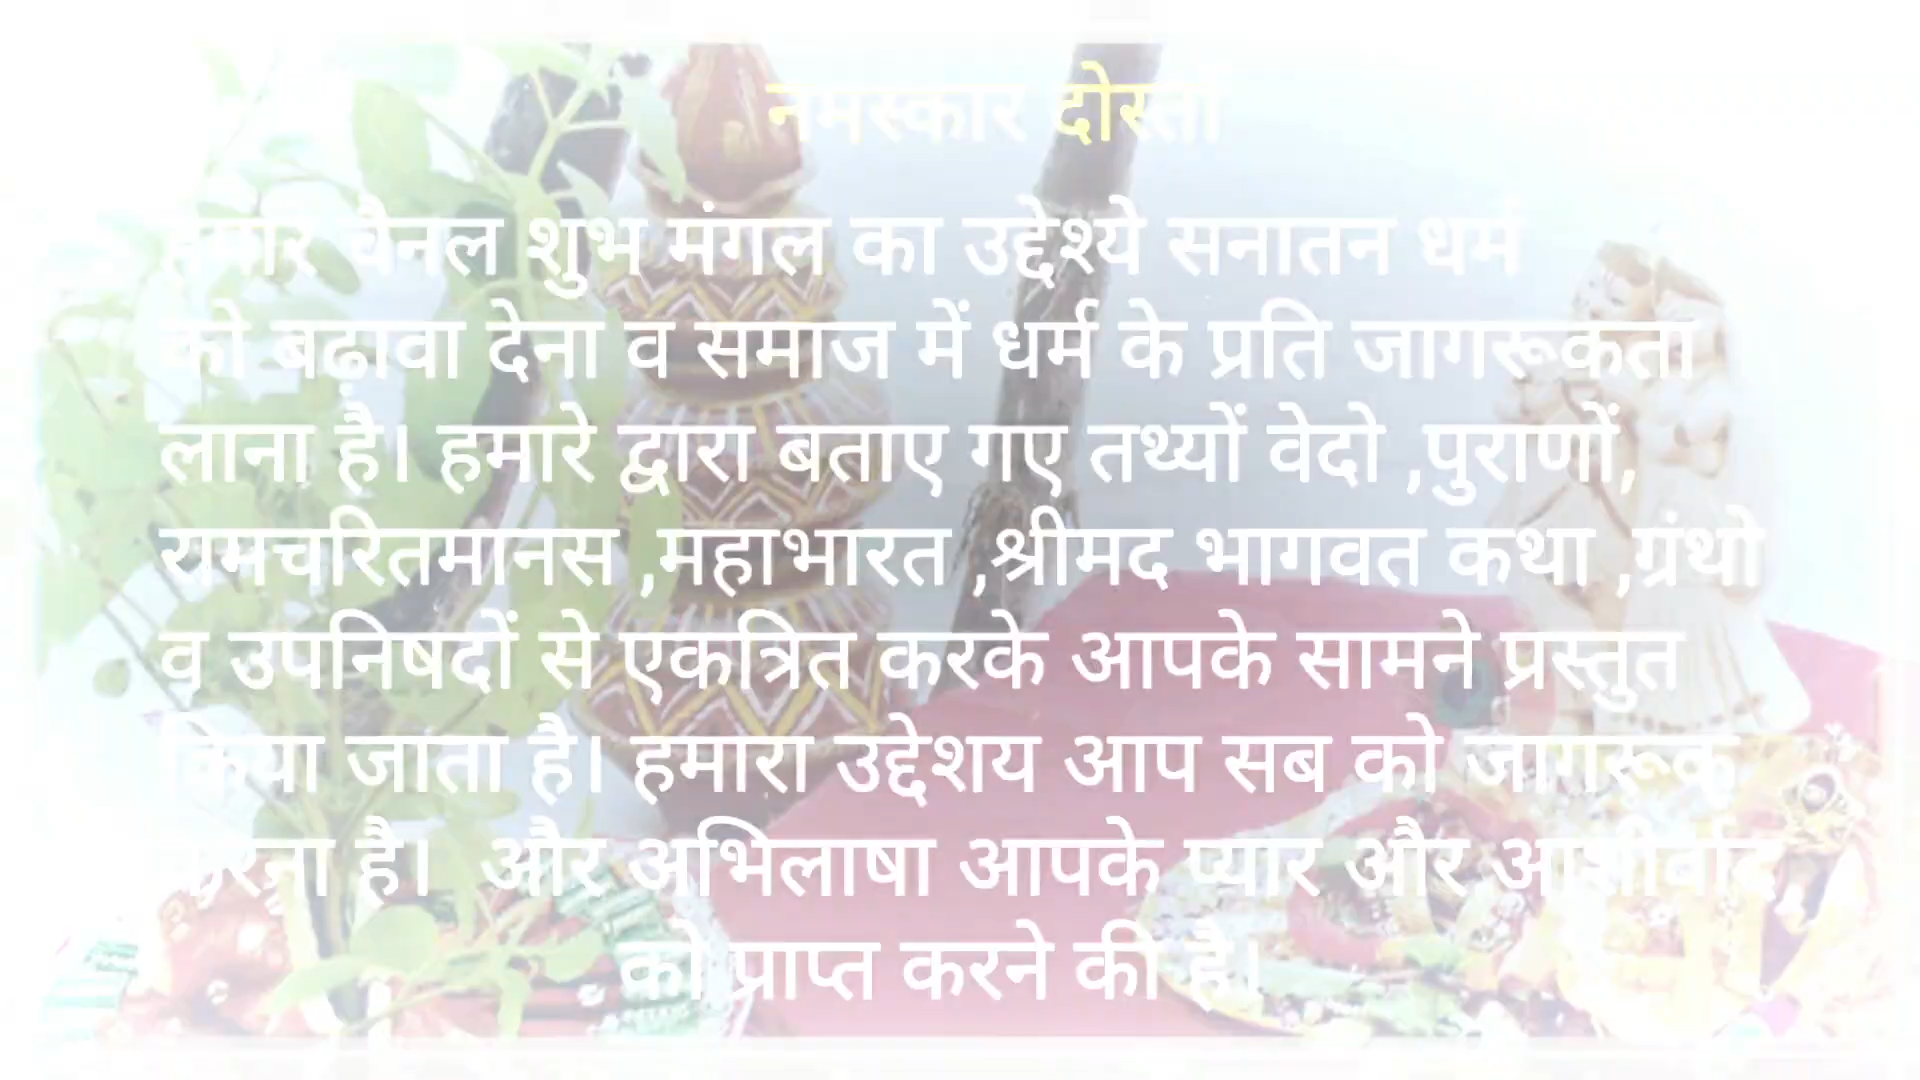 नमस्कार दोस्तों
हमारे चैनल शुभ मंगल का उद्देश्ये सनातन धर्म
को बढ़ावा देना व समाज में धर्म के प्रति जागरूकता
लाना है। हमारे द्वारा बताए गए तथ्यों वेदो ,पुराणों,
रामचरितमानस ,महाभारत ,श्रीमद भागवत कथा ,ग्रंथो
व उपनिषदों से एकत्रित करके आपके सामने प्रस्तुत
किया जाता है। हमारा उद्देशय आप सब को जागरूक
करना है। और अभिलाषा आपके प्यार और आशीर्वाद
को प्राप्त करने की है।